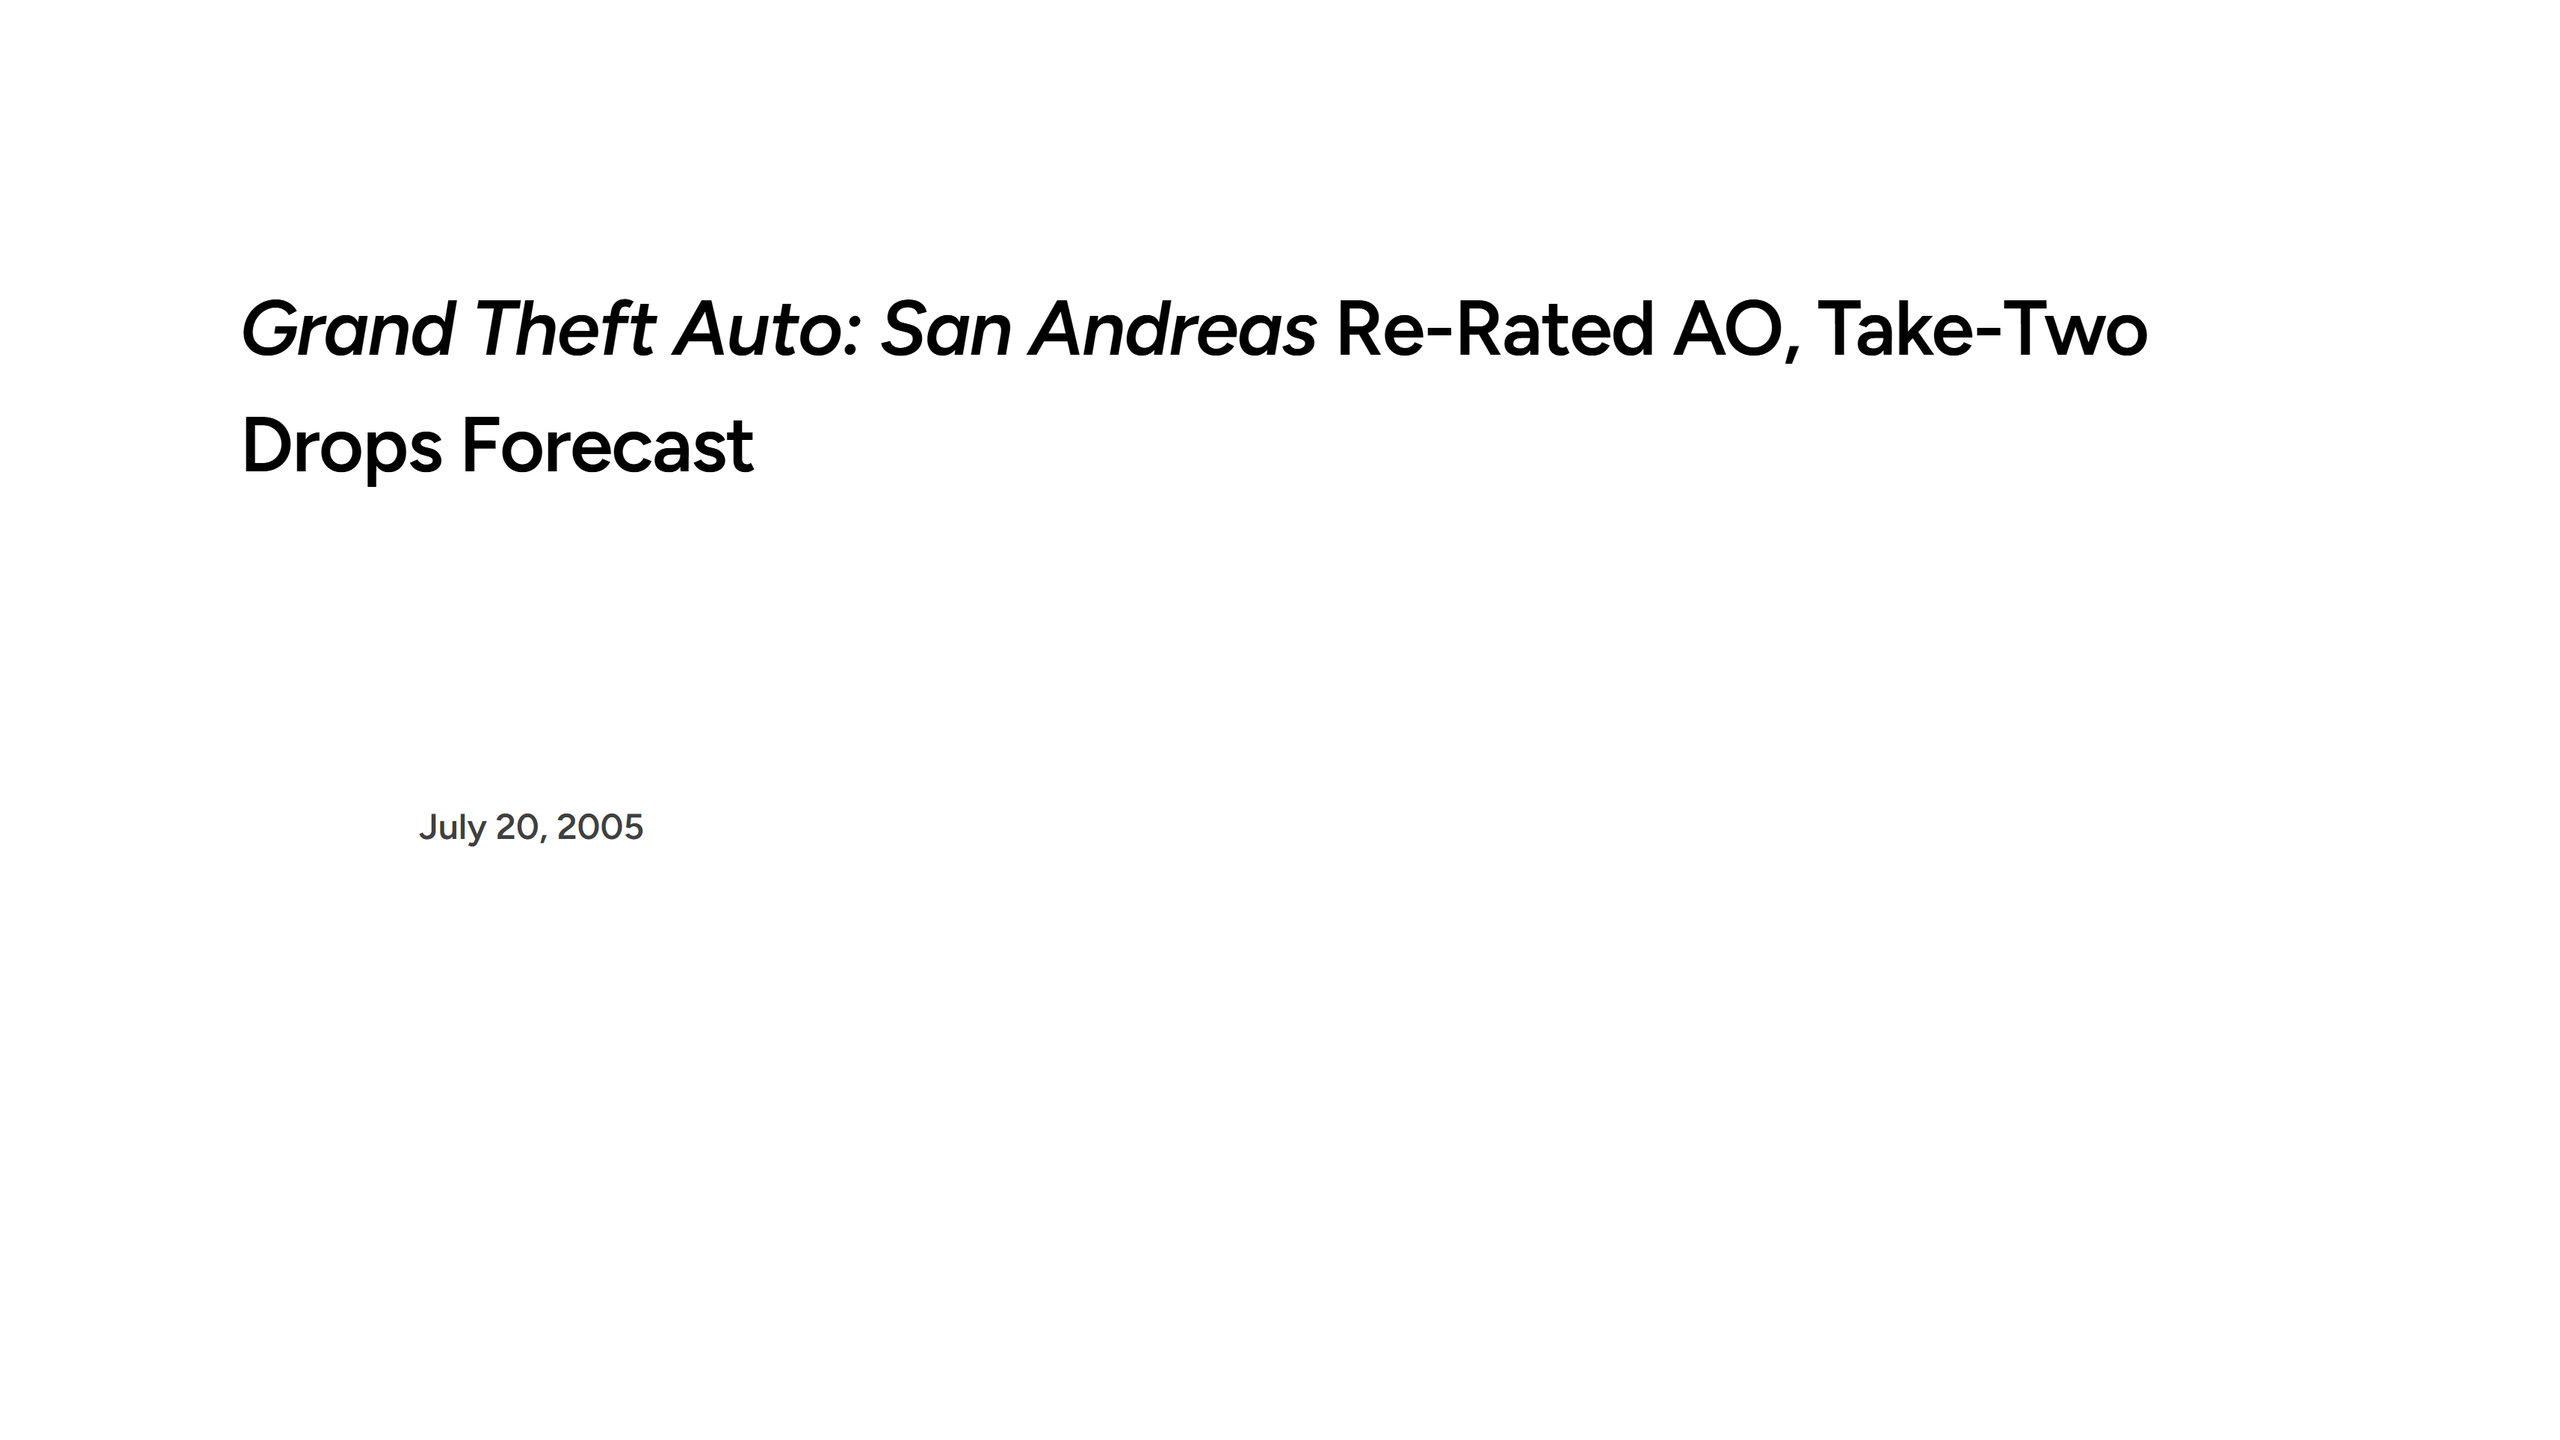 Grand Theft Auto: San Andreas Re-Rated AO, Take-Two
Drops Forecast
July 20, 2005